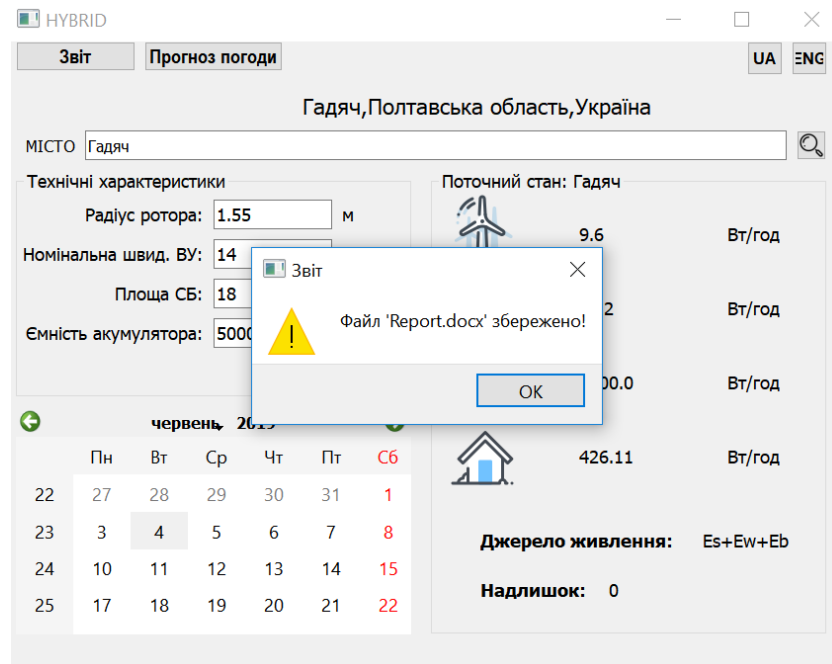 HYBRID
Звіт Прогноз погоди UA ENG
Гадяч,Полтавська область,Україна
МІСТО Гадяч
Технічні характеристики
Радіус ротора: 1.55 м
Номінальна швид. ВУ: 14
Площа СБ: 18
Ємність акумулятора:
Поточний стан: Гадяч
9.6 Вт/год
Вт/год
Вт/год
426.11 Вт/год
Джерело живлення: Es+Ew+Eb
Надлишок: 0
Звіт
Файл 'Report.docx' збережено!
OK
червень
Пн Вт Ср Чт Пт Сб
22 27 28 29 30 31 1
23 3 4 5 6 7 8
24 10 11 12 13 14 15
25 17 18 19 20 21 22